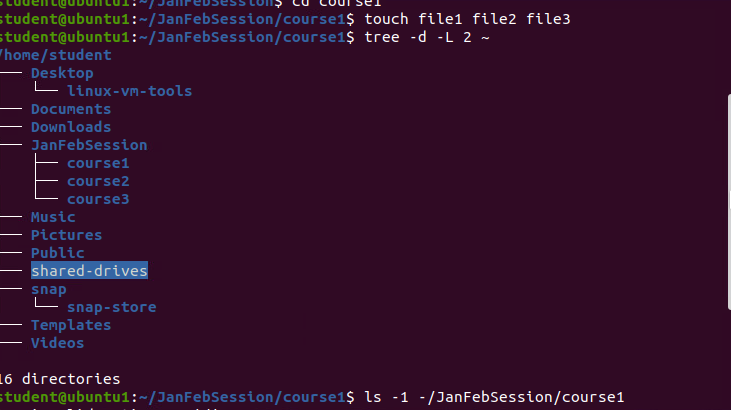 student@ubuntu1:~/JanFebSession$ cd course1
student@ubuntu1:~/JanFebSession/course1$ touch file1 file2 file3
student@ubuntu1:~/JanFebSession/course1$ tree -d -L 2 ~
/home/student
├── Desktop
│   └── linux-vm-tools
├── Documents
├── Downloads
├── JanFebSession
│   ├── course1
│   ├── course2
│   └── course3
├── Music
├── Pictures
├── Public
├── shared-drives
├── snap
│   └── snap-store
├── Templates
└── Videos
16 directories
student@ubuntu1:~/JanFebSession/course1$ ls -1 -/JanFebSession/course1